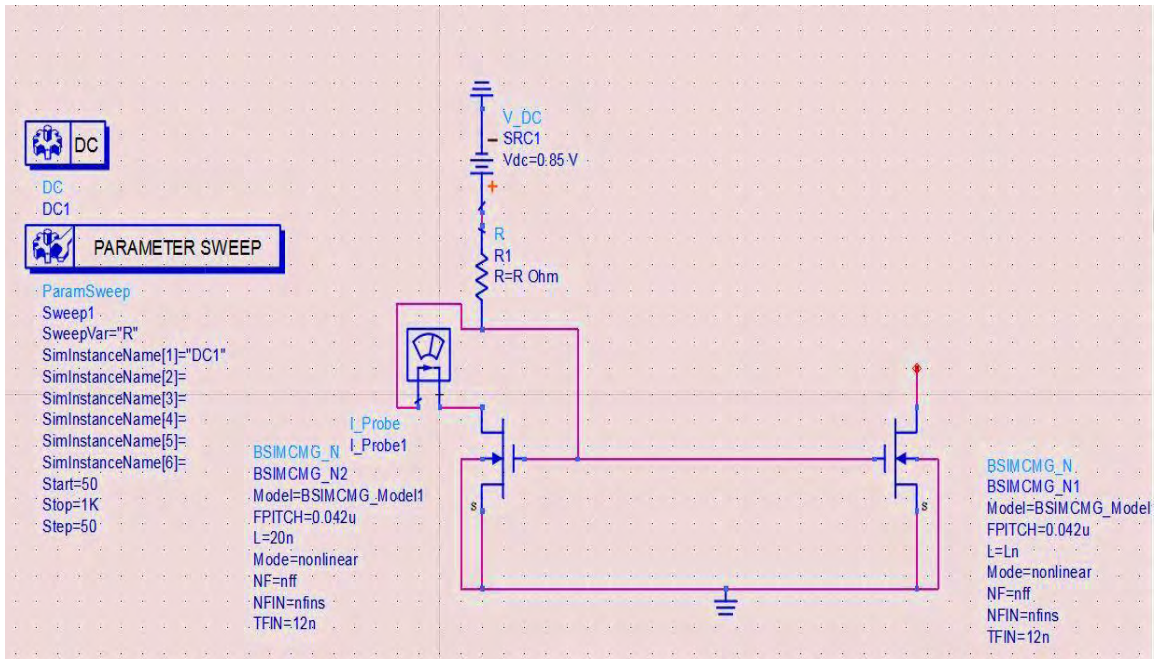 DC
DC
DC1
PARAMETER SWEEP
ParamSweep
Sweep1
SweepVar="R"
SimInstanceName[1]="DC1"
SimInstanceName[2]=
SimInstanceName[3]=
SimInstanceName[4]=
SimInstanceName[5]=
SimInstanceName[6]=
Start=50
Stop=1K
Step=50
V_DC
SRC1
Vdc=0.85 V
R
R1
R=R Ohm
I_Probe
I_Probe1
BSIMCMG_N
BSIMCMG_N2
Model=BSIMCMG_Model1
FPITCH=0.042u
L=20n
Mode=nonlinear
NF=nff
NFIN=nfins
TFIN=12n
S
S
BSIMCMG_N
BSIMCMG_N1
Model=BSIMCMG_Model
FPITCH=0.042u
L=Ln
Mode=nonlinear
NF=nff
NFIN=nfins
TFIN=12n